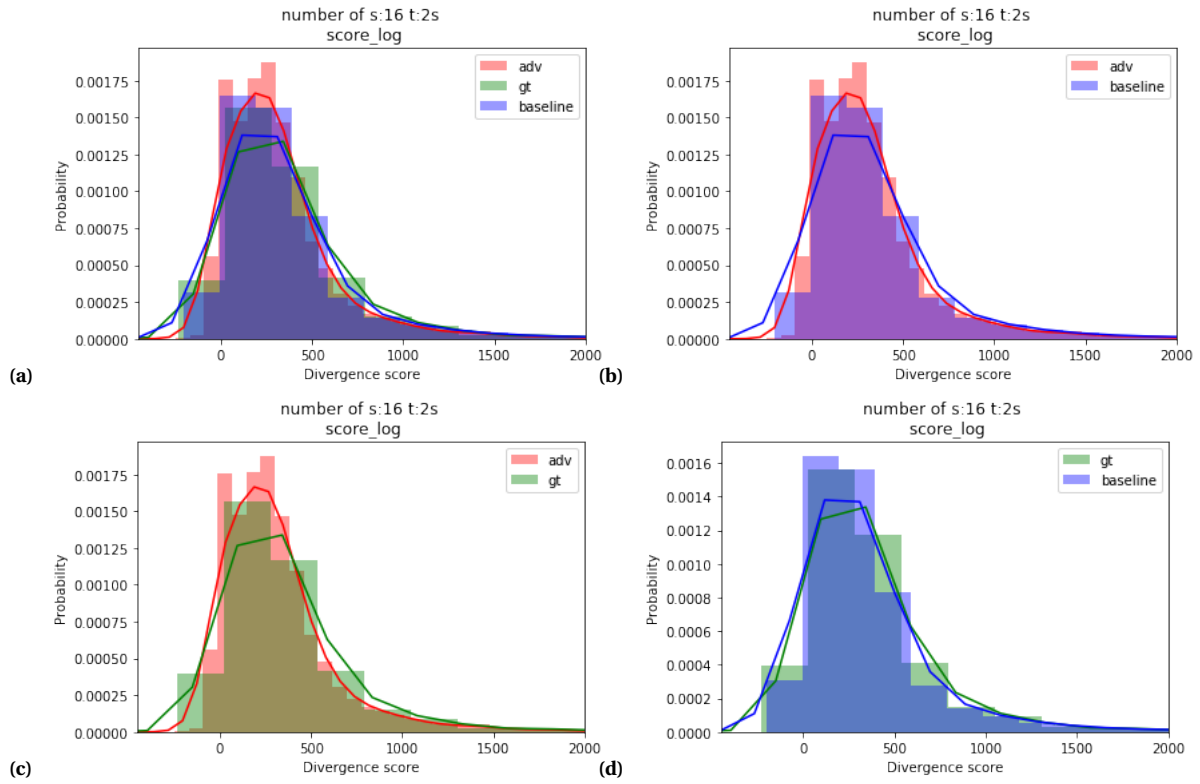 number of s:16 t:2s
score_log
0.00175
0.00150
0.00125
0.00100
0.00075
0.00050
0.00025
0.00000
Probability
adv
gt
baseline
0
500
1000
1500
2000
Divergence score
(a)
number of s:16 t:2s
score_log
0.00175
0.00150
0.00125
0.00100
0.00075
0.00050
0.00025
0.00000
Probability
adv
baseline
0
500
1000
1500
2000
Divergence score
(b)
number of s:16 t:2s
score_log
0.00175
0.00150
0.00125
0.00100
0.00075
0.00050
0.00025
0.00000
Probability
adv
gt
0
500
1000
1500
2000
Divergence score
(c)
number of s:16 t:2s
score_log
0.0016
0.0014
0.0012
0.0010
0.0008
0.0006
0.0004
0.0002
0.0000
Probability
gt
baseline
0
500
1000
1500
2000
Divergence score
(d)